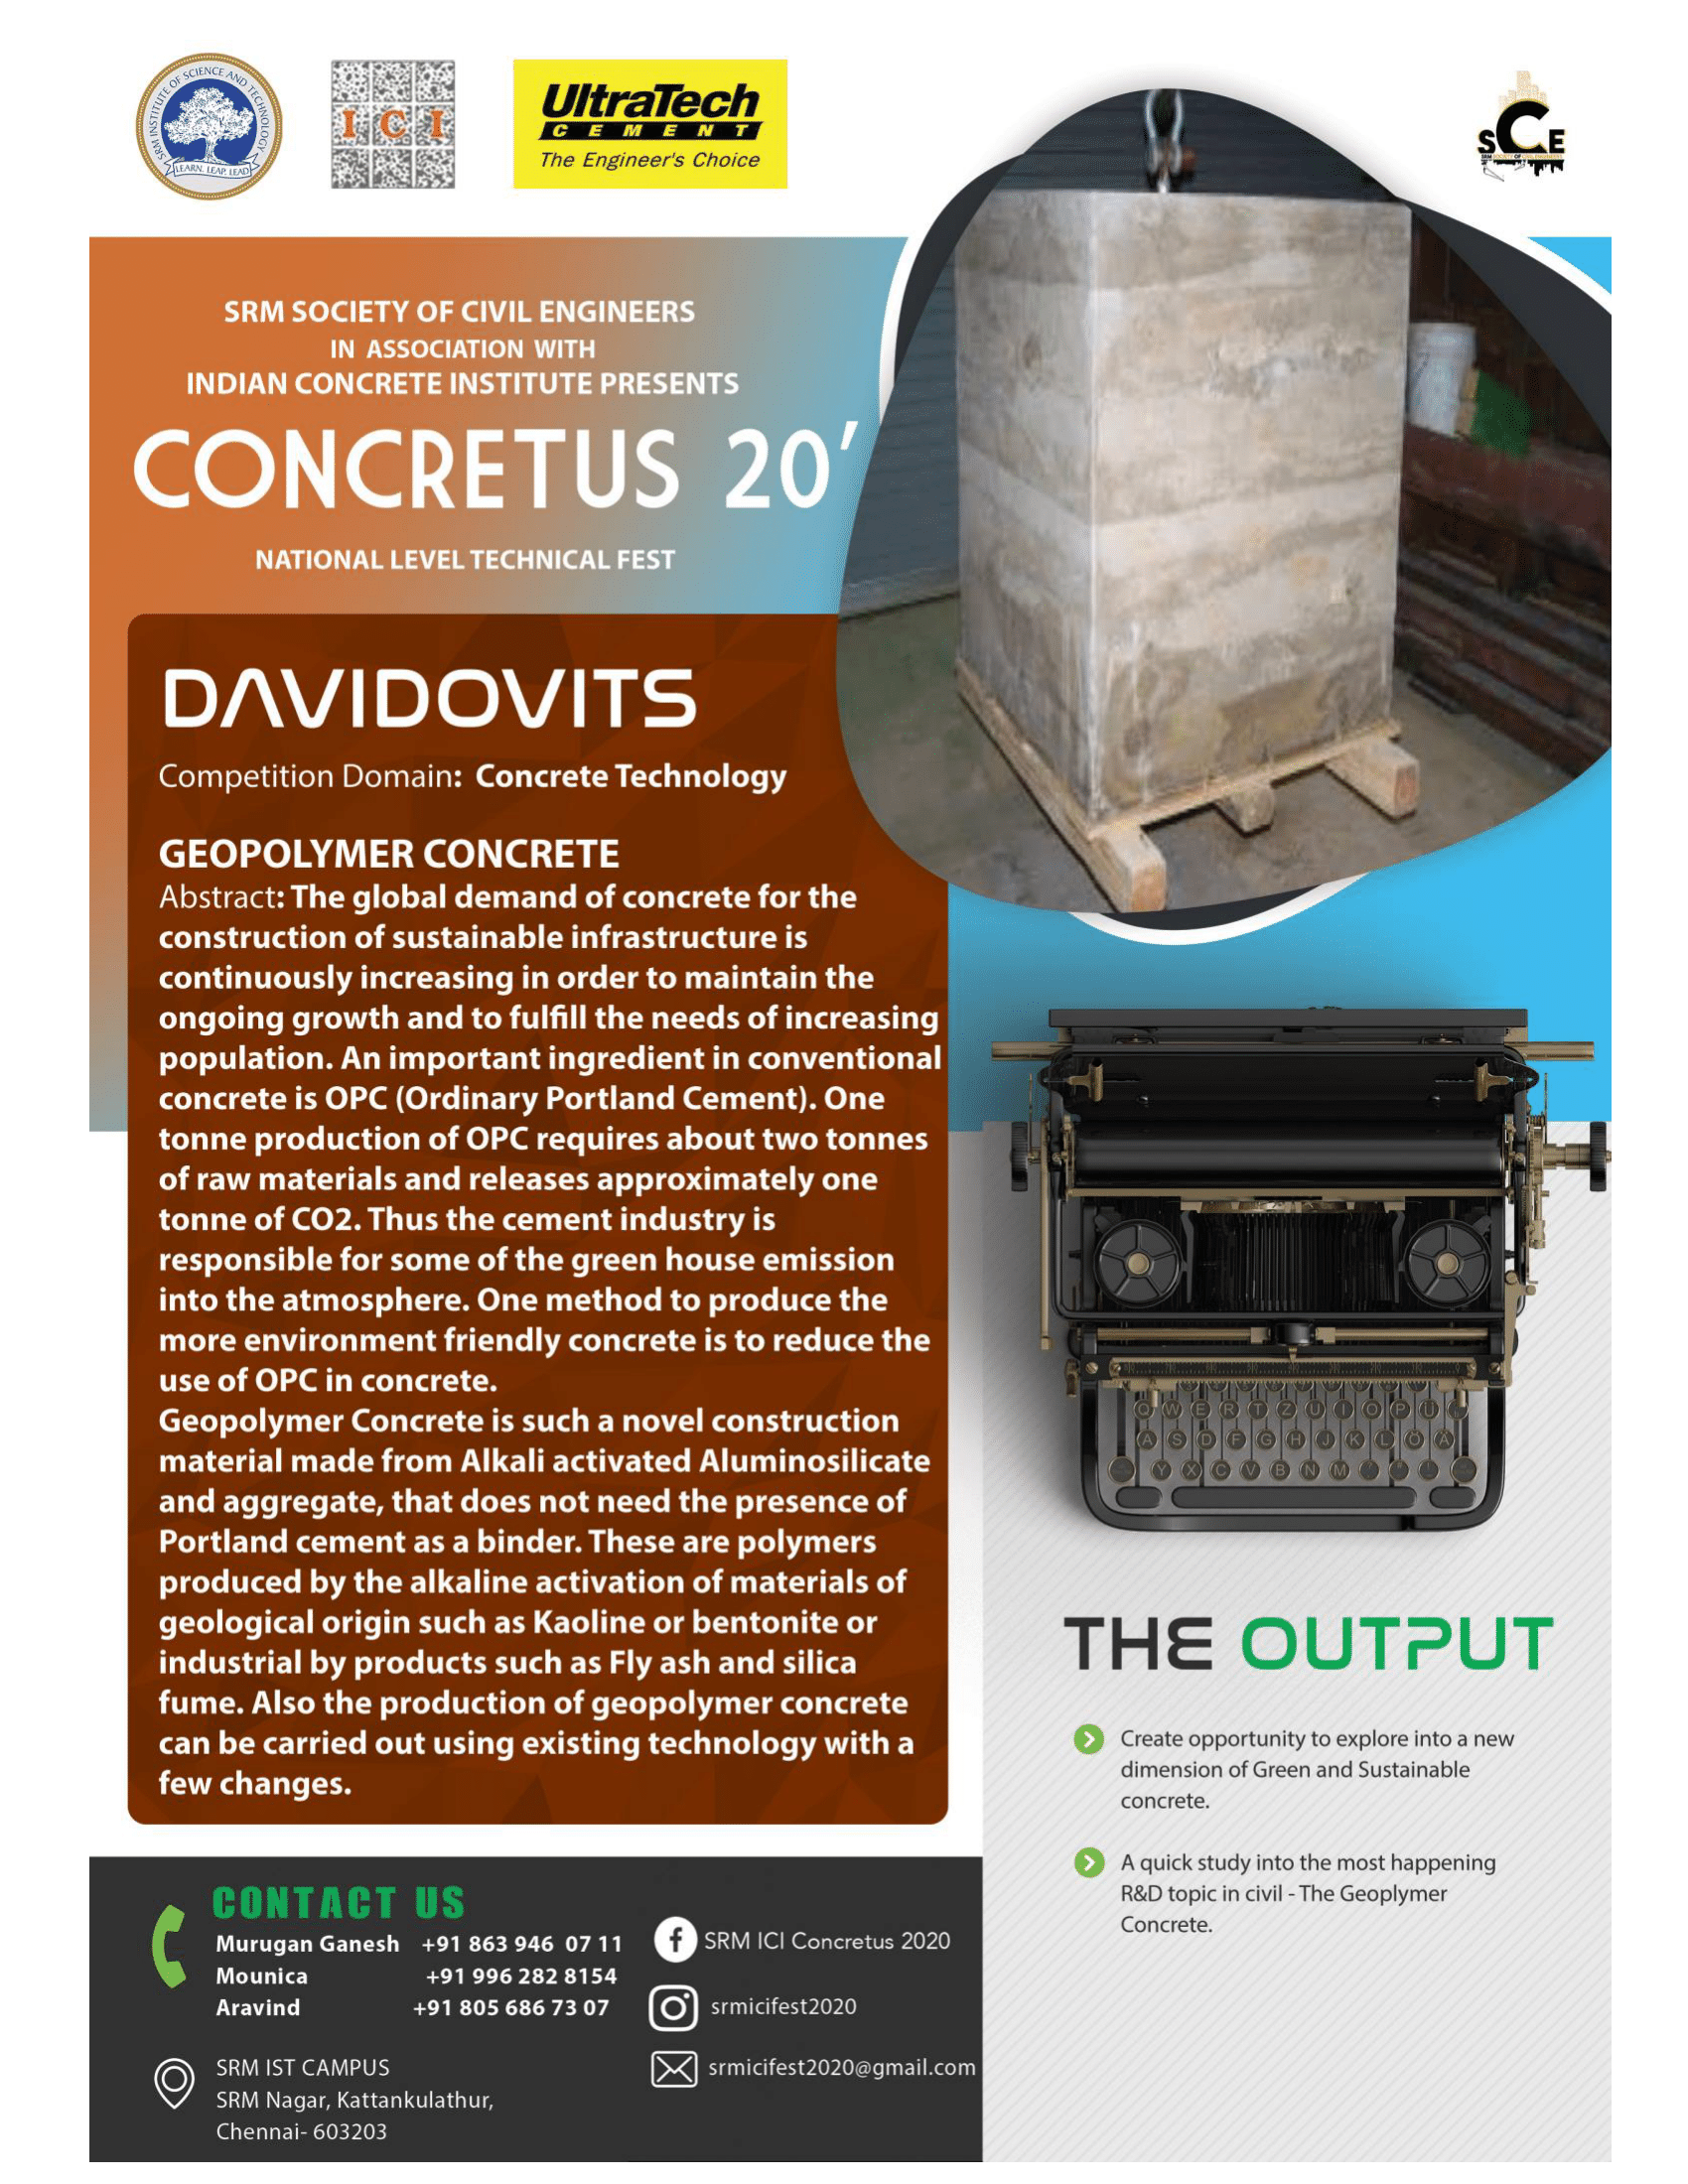 SRM INSTITUTE OF SCIENCE AND TECHNOLOGY
LEARN. LEAP. LEAD
I C I
UltraTech
CEMENT
The Engineer's Choice
SCE
SRM SOCIETY OF CIVIL ENGINEERS
IN ASSOCIATION WITH
INDIAN CONCRETE INSTITUTE PRESENTS
CONCRETUS 20'
NATIONAL LEVEL TECHNICAL FEST
DAVIDOVITS
Competition Domain: Concrete Technology
GEOPOLYMER CONCRETE
Abstract: The global demand of concrete for the
construction of sustainable infrastructure is
continuously increasing in order to maintain the
ongoing growth and to fulfill the needs of increasing
population. An important ingredient in conventional
concrete is OPC (Ordinary Portland Cement). One
tonne production of OPC requires about two tonnes
of raw materials and releases approximately one
tonne of CO2. Thus the cement industry is
responsible for some of the green house emission
into the atmosphere. One method to produce the
more environment friendly concrete is to reduce the
use of OPC in concrete.
Geopolymer Concrete is such a novel construction
material made from Alkali activated Aluminosilicate
and aggregate, that does not need the presence of
Portland cement as a binder. These are polymers
produced by the alkaline activation of materials of
geological origin such as Kaoline or bentonite or
industrial by products such as Fly ash and silica
fume. Also the production of geopolymer concrete
can be carried out using existing technology with a
few changes.
Q W E R T Z U I O P Ü
A S D F G H J K L Ö Ä
Y X C V B N M
THE OUTPUT
Create opportunity to explore into a new
dimension of Green and Sustainable
concrete.
A quick study into the most happening
R&D topic in civil - The Geoplymer
Concrete.
CONTACT US
Murugan Ganesh +91 863 946 07 11
Mounica +91 996 282 8154
Aravind +91 805 686 73 07
SRM IST CAMPUS
SRM Nagar, Kattankulathur,
Chennai- 603203
SRM ICI Concretus 2020
srmicifest2020
srmicifest2020@gmail.com